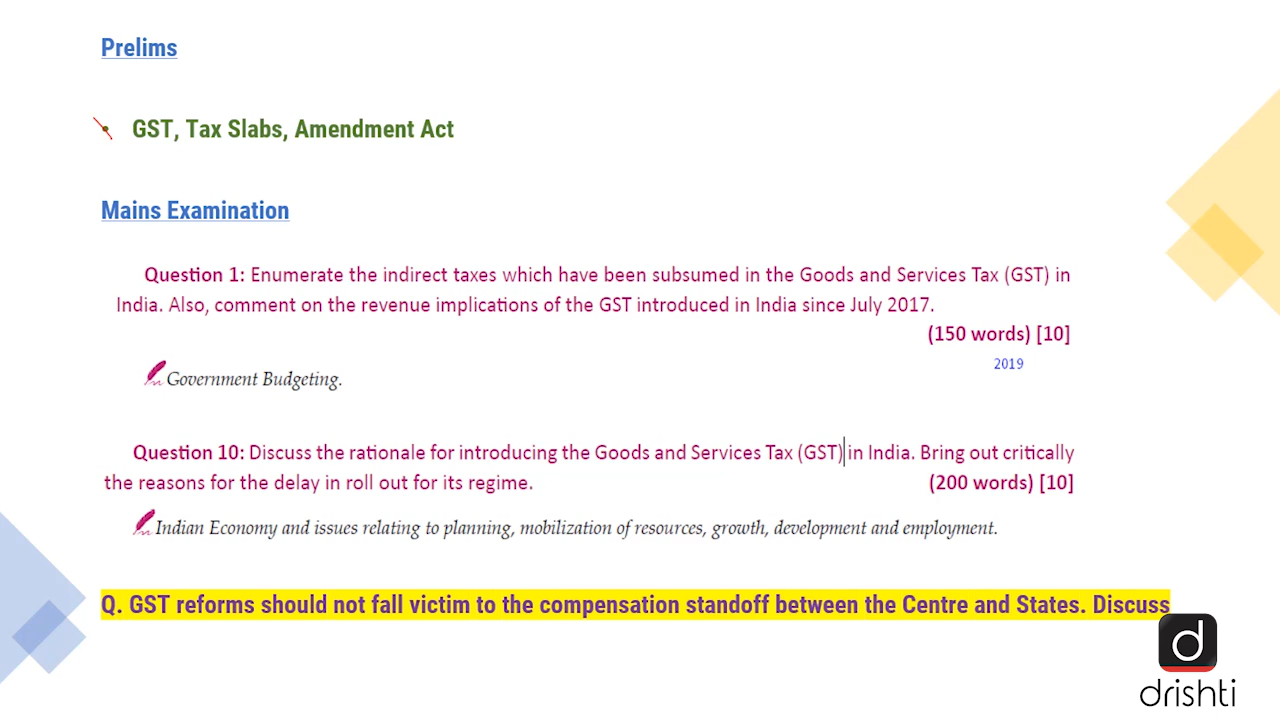 Prelims
GST, Tax Slabs, Amendment Act
Mains Examination
Question 1: Enumerate the indirect taxes which have been subsumed in the Goods and Services Tax (GST) in
India. Also, comment on the revenue implications of the GST introduced in India since July 2017.
(150 words) [10]
2019
Government Budgeting.
Question 10: Discuss the rationale for introducing the Goods and Services Tax (GST) in India. Bring out critically
the reasons for the delay in roll out for its regime.
(200 words) [10]
Indian Economy and issues relating to planning, mobilization of resources, growth, development and employment.
Q. GST reforms should not fall victim to the compensation standoff between the Centre and States. Discuss
d
drishti